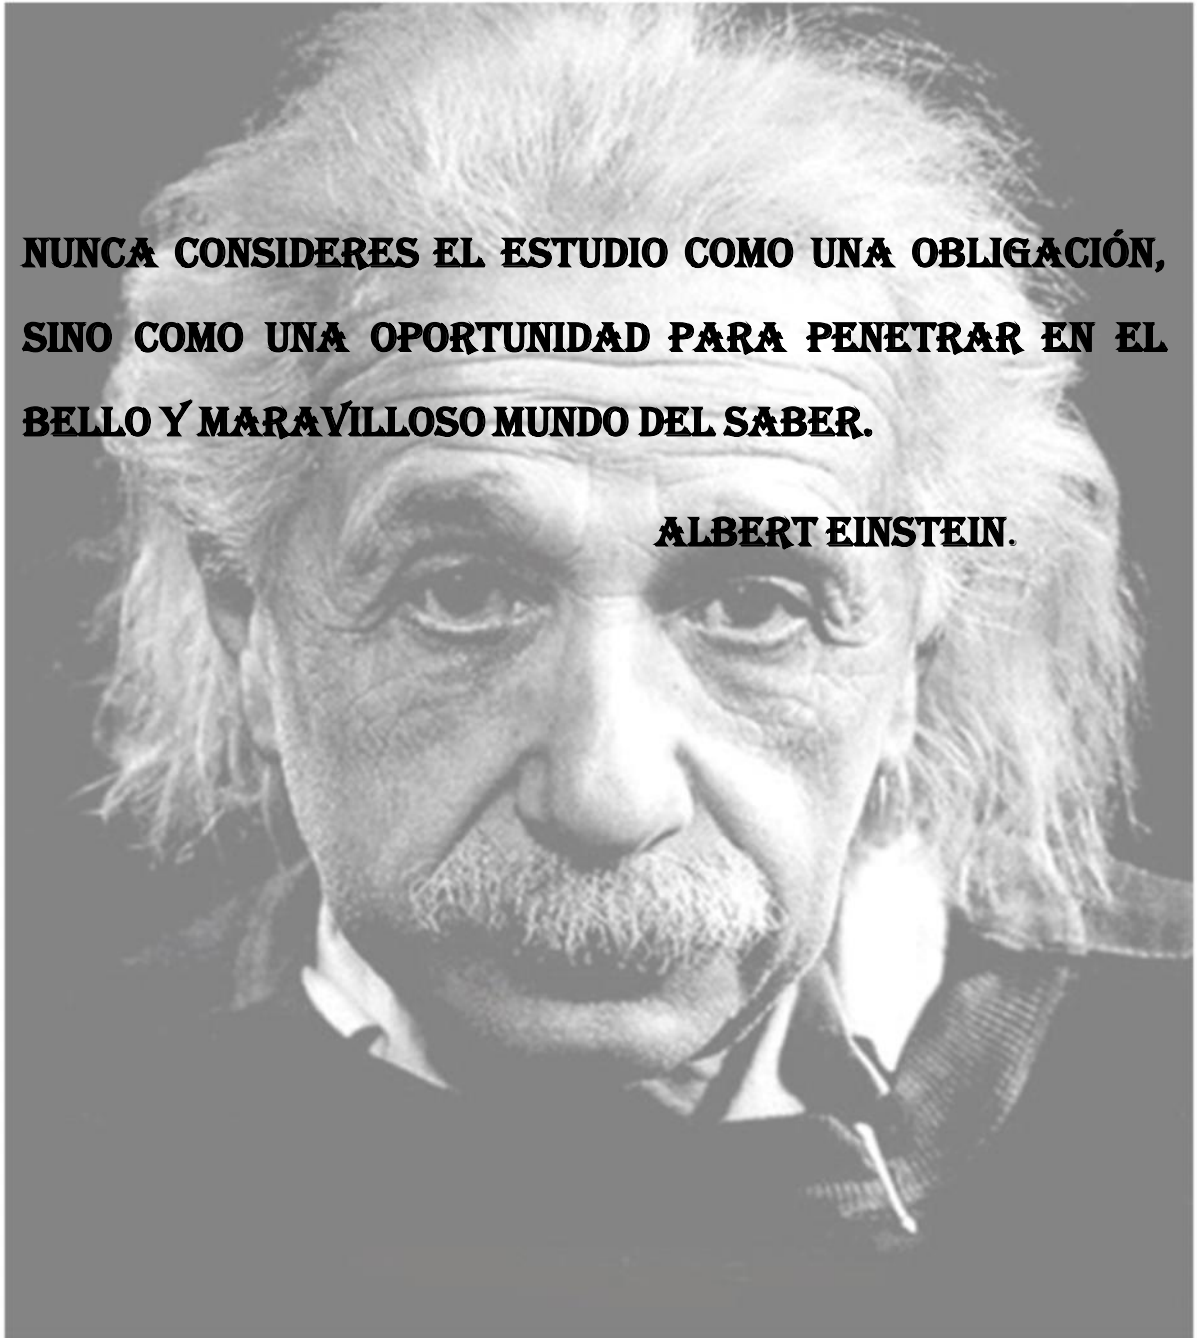 NUNCA CONSIDERES EL ESTUDIO COMO UNA OBLIGACIÓN,
SINO COMO UNA OPORTUNIDAD PARA PENETRAR EN EL
BELLO Y MARAVILLOSO MUNDO DEL SABER.
ALBERT EINSTEIN.